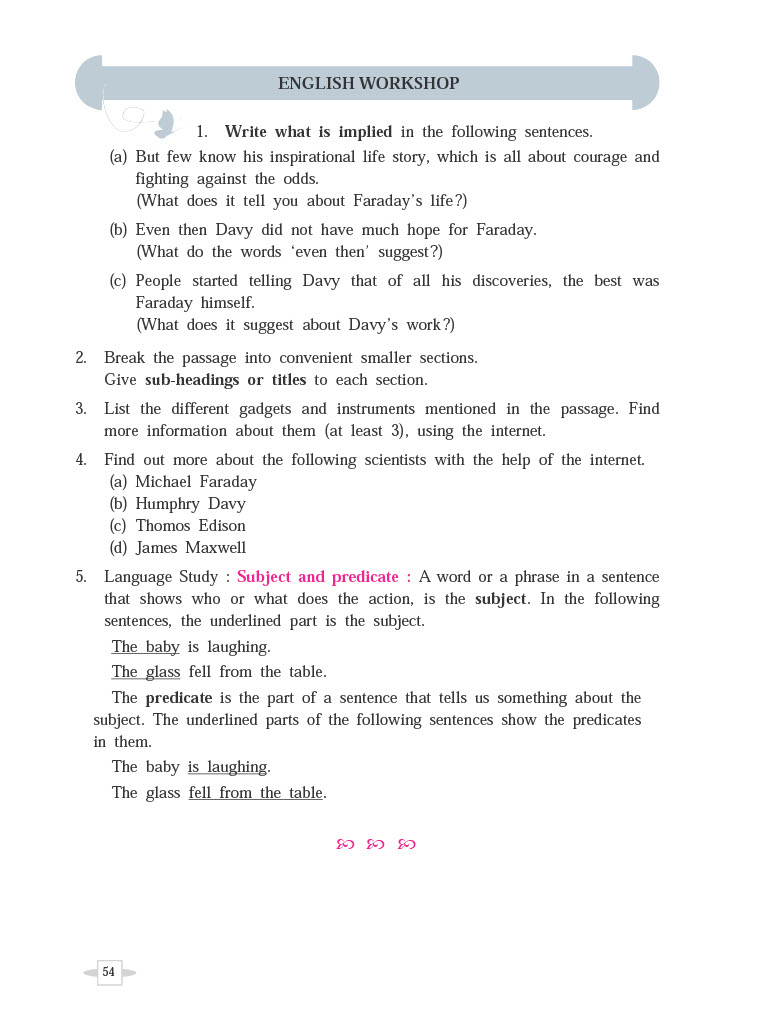 ENGLISH WORKSHOP
1. Write what is implied in the following sentences.
(a) But few know his inspirational life story, which is all about courage and
fighting against the odds.
(What does it tell you about Faraday’s life?)
(b) Even then Davy did not have much hope for Faraday.
(What do the words ‘even then’ suggest?)
(c) People started telling Davy that of all his discoveries, the best was
Faraday himself.
(What does it suggest about Davy’s work?)
2. Break the passage into convenient smaller sections.
Give sub-headings or titles to each section.
3. List the different gadgets and instruments mentioned in the passage. Find
more information about them (at least 3), using the internet.
4. Find out more about the following scientists with the help of the internet.
(a) Michael Faraday
(b) Humphry Davy
(c) Thomos Edison
(d) James Maxwell
5. Language Study : Subject and predicate : A word or a phrase in a sentence
that shows who or what does the action, is the subject. In the following
sentences, the underlined part is the subject.
The baby is laughing.
The glass fell from the table.
The predicate is the part of a sentence that tells us something about the
subject. The underlined parts of the following sentences show the predicates
in them.
The baby is laughing.
The glass fell from the table.
54